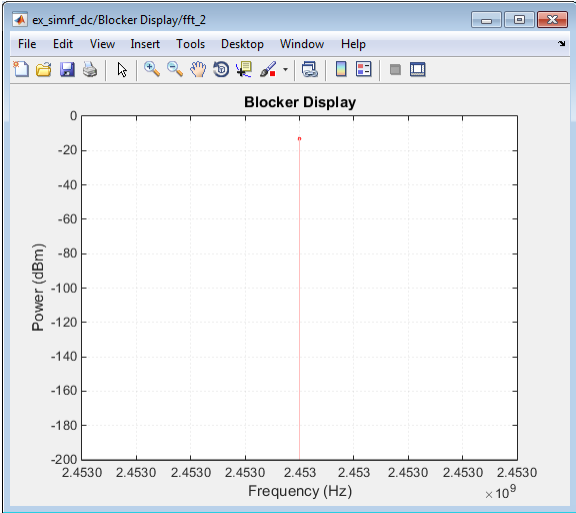 ex_simrf_dc/Blocker Display/fft_2
File Edit View Insert Tools Desktop Window Help
Blocker Display
0
-20
-40
-60
-80
-100
-120
-140
-160
-180
-200
Power (dBm)
2.4530 2.4530 2.4530 2.4530 2.453 2.453 2.4530 2.4530 2.4530
Frequency (Hz)
×10⁹